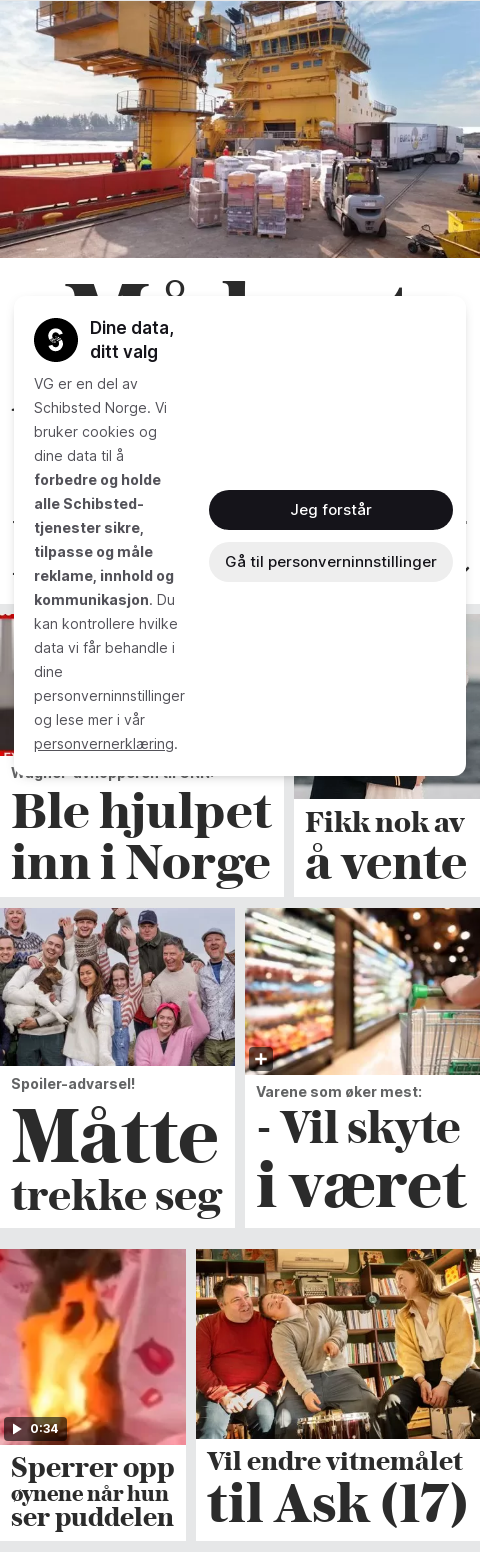 Dine data,
ditt valg
VG er en del av
Schibsted Norge. Vi
bruker cookies og
dine data til å
forbedre og holde
alle Schibsted-
tjenester sikre,
tilpasse og måle
reklame, innhold og
kommunikasjon. Du
kan kontrollere hvilke
data vi får behandle i
dine
personverninnstillinger
og lese mer i vår
personvernerklæring.
Jeg forstår
Gå til personverninnstillinger
Ble hjulpet
inn i Norge
Fikk nok av
å vente
Spoiler-advarsel!
Måtte
trekke seg
Varene som øker mest:
- Vil skyte
i været
0:34
Sperrer opp
øynene når hun
ser puddelen
Vil endre vitnemålet
til Ask (17)